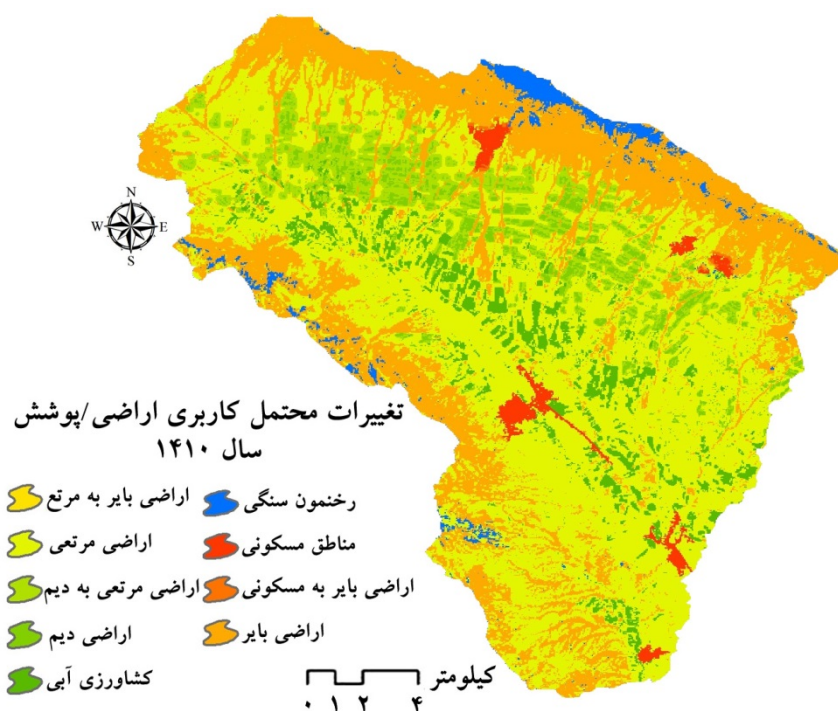 N
W E
S
تغییرات محتمل کاربری اراضی/پوشش
سال ۱۴۱۰
رخنمون سنگی
مناطق مسکونی
اراضی بایر به مسکونی
اراضی بایر
اراضی بایر به مرتع
اراضی مرتعی
اراضی مرتعی به دیم
اراضی دیم
کشاورزی آبی
کیلومتر
۰ ۱ ۲ ۴